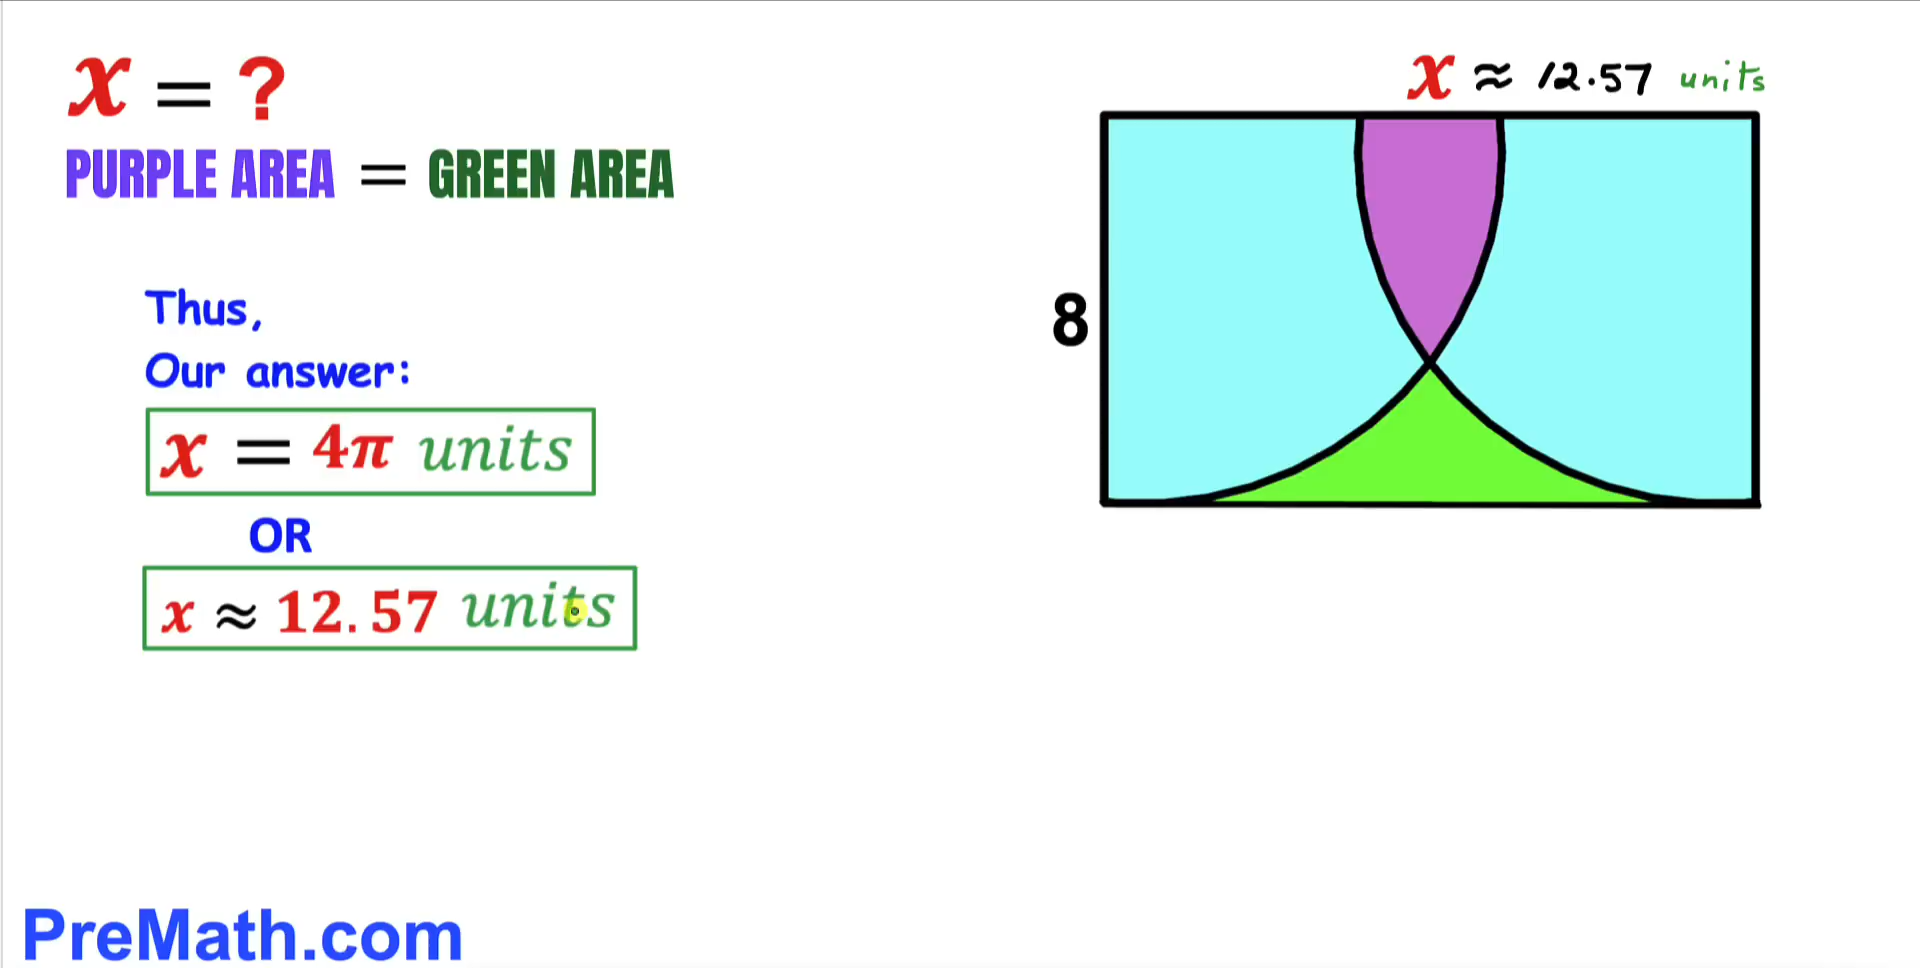 x = ?
PURPLE AREA = GREEN AREA
Thus,
Our answer:
x = 4π units
OR
x ≈ 12.57 units
x ≈ 12.57 units
8
PreMath.com